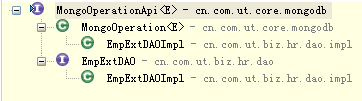 MongoOperationApi<E> - cn.com.ut.core.mongodb
MongoOperation<E> - cn.com.ut.core.mongodb
EmpExtDAOImpl - cn.com.ut.biz.hr.dao.impl
EmpExtDAO - cn.com.ut.biz.hr.dao
EmpExtDAOImpl - cn.com.ut.biz.hr.dao.impl